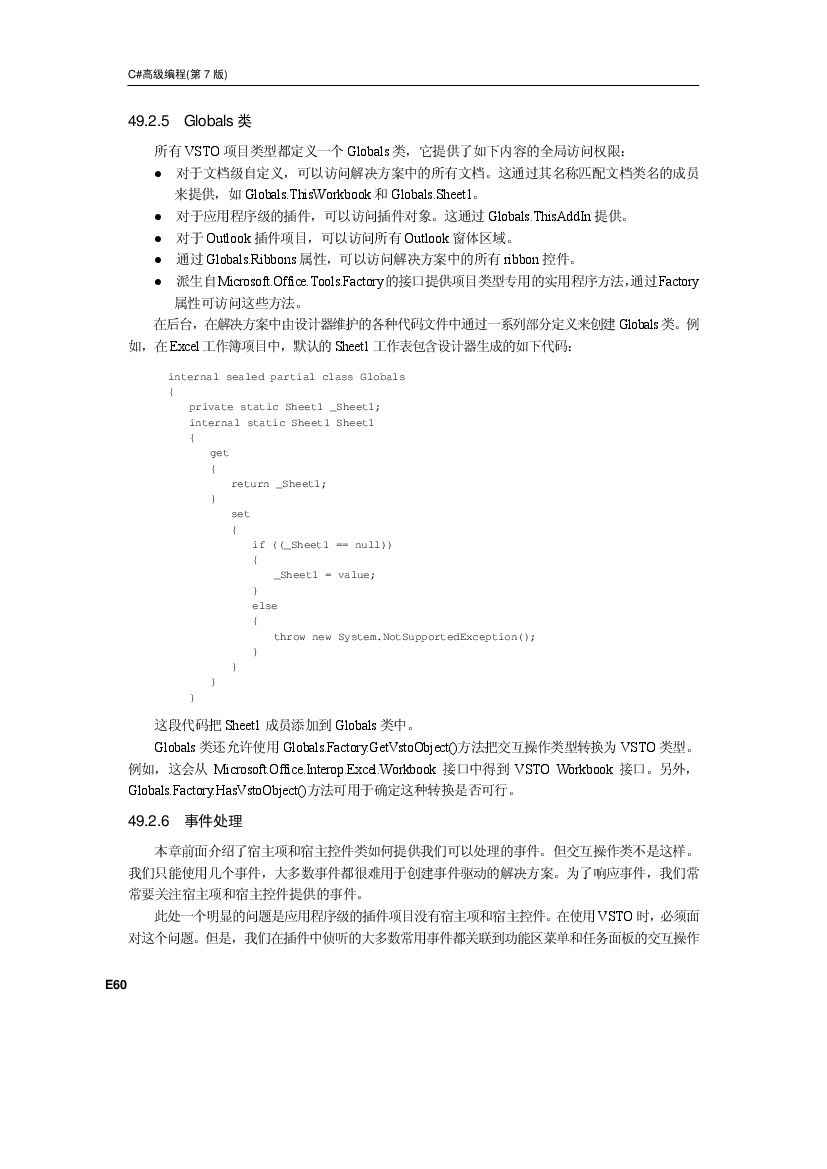 C#高级编程(第 7 版)
49.2.5 Globals 类
所有 VSTO 项目类型都定义一个 Globals 类，它提供了如下内容的全局访问权限：
● 对于文档级自定义，可以访问解决方案中的所有文档。这通过其名称匹配文档类名的成员
来提供，如 Globals.ThisWorkbook 和 Globals.Sheet1。
● 对于应用程序级的插件，可以访问插件对象。这通过 Globals.ThisAddIn 提供。
● 对于 Outlook 插件项目，可以访问所有 Outlook 窗体区域。
● 通过 Globals.Ribbons 属性，可以访问解决方案中的所有 ribbon 控件。
● 派生自 Microsoft.Office.Tools.Factory 的接口提供项目类型专用的实用程序方法，通过 Factory
属性可访问这些方法。
在后台，在解决方案中由设计器维护的各种代码文件中通过一系列部分定义来创建 Globals 类。例
如，在 Excel 工作簿项目中，默认的 Sheet1 工作表包含设计器生成的如下代码：
internal sealed partial class Globals
{
private static Sheet1 _Sheet1;
internal static Sheet1 Sheet1
{
get
{
return _Sheet1;
}
set
{
if ((_Sheet1 == null))
{
_Sheet1 = value;
}
else
{
throw new System.NotSupportedException();
}
}
}
}
这段代码把 Sheet1 成员添加到 Globals 类中。
Globals 类还允许使用 Globals.Factory.GetVstoObject()方法把交互操作类型转换为 VSTO 类型。
例如，这会从 Microsoft.Office.Interop.Excel.Workbook 接口中得到 VSTO Workbook 接口。另外，
Globals.Factory.HasVstoObject()方法可用于确定这种转换是否可行。
49.2.6 事件处理
本章前面介绍了宿主项和宿主控件类如何提供我们可以处理的事件。但交互操作类不是这样。
我们只能使用几个事件，大多数事件都很难用于创建事件驱动的解决方案。为了响应事件，我们常
常要关注宿主项和宿主控件提供的事件。
此处一个明显的问题是应用程序级的插件项目没有宿主项和宿主控件。在使用 VSTO 时，必须面
对这个问题。但是，我们在插件中侦听的大多数常用事件都关联到功能区菜单和任务面板的交互操作
E60